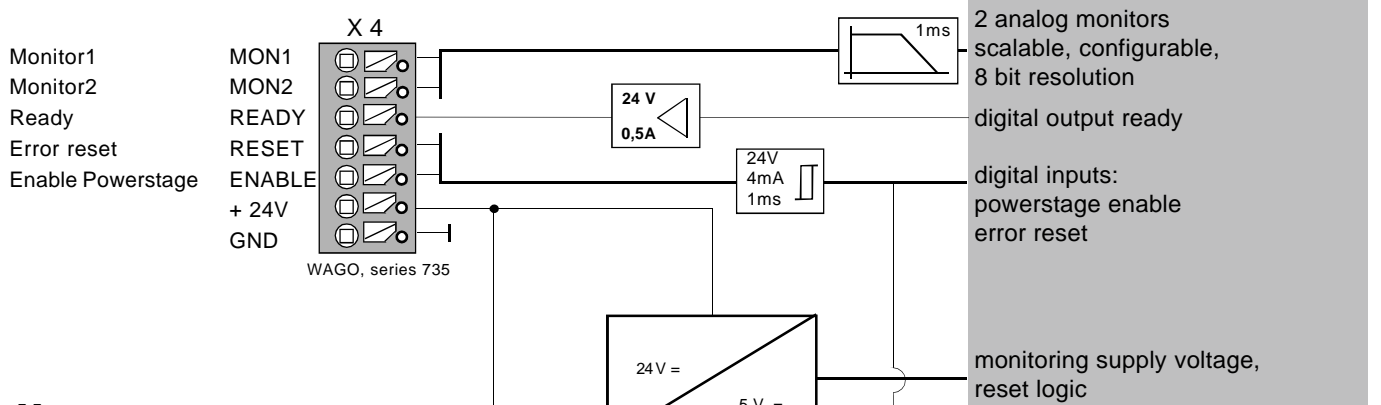 X 4
Monitor1 MON1
Monitor2 MON2
Ready READY
Error reset RESET
Enable Powerstage ENABLE
+ 24V
GND
WAGO, series 735
1ms
24 V
0,5A
24V
4mA
1ms
24V =
5 V =
2 analog monitors
scalable, configurable,
8 bit resolution
digital output ready
digital inputs:
powerstage enable
error reset
monitoring supply voltage,
reset logic